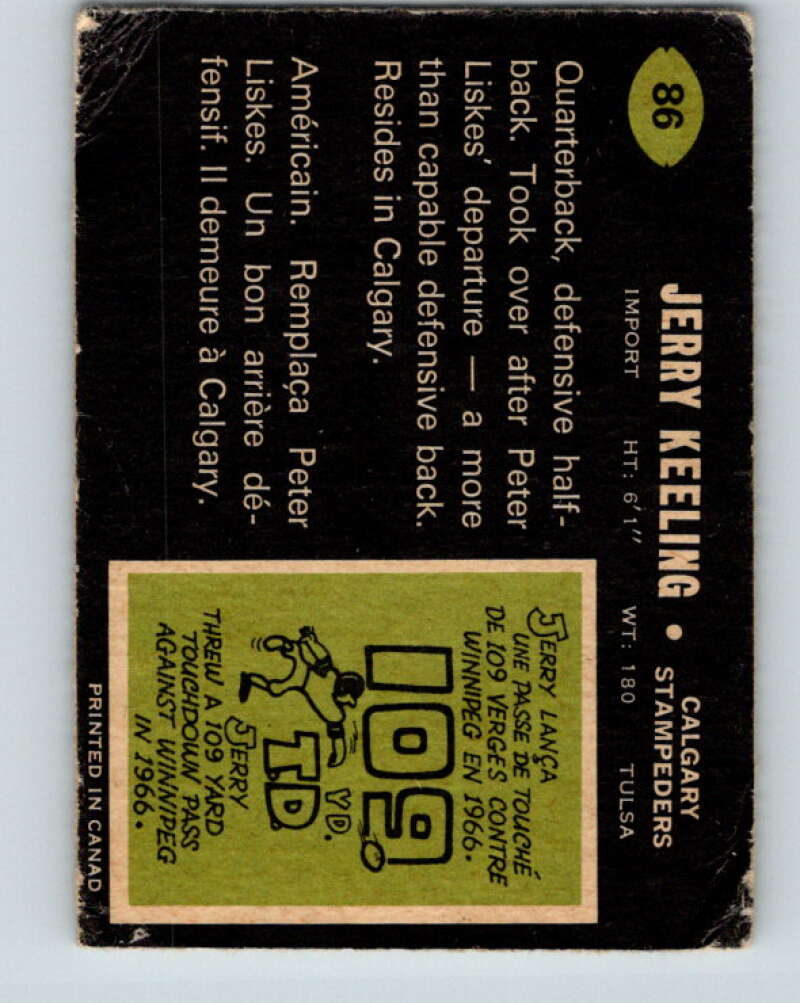 86
JERRY KEELING • CALGARY STAMPEDERS
IMPORT HT: 6'1" WT: 180 TULSA
Quarterback, defensive half-
back. Took over after Peter
Liskes' departure — a more
than capable defensive back.
Resides in Calgary.
Américain. Remplaça Peter
Liskes. Un bon arrière dé-
fensif. Il demeure à Calgary.
JERRY LANÇA
UNE PASSE DE TOUCHÉ
DE 109 VERGES CONTRE
WINNIPEG EN 1966.
109
YD.
T.D.
JERRY
THREW A 109 YARD
TOUCHDOWN PASS
AGAINST WINNIPEG
IN 1966.
PRINTED IN CANAD